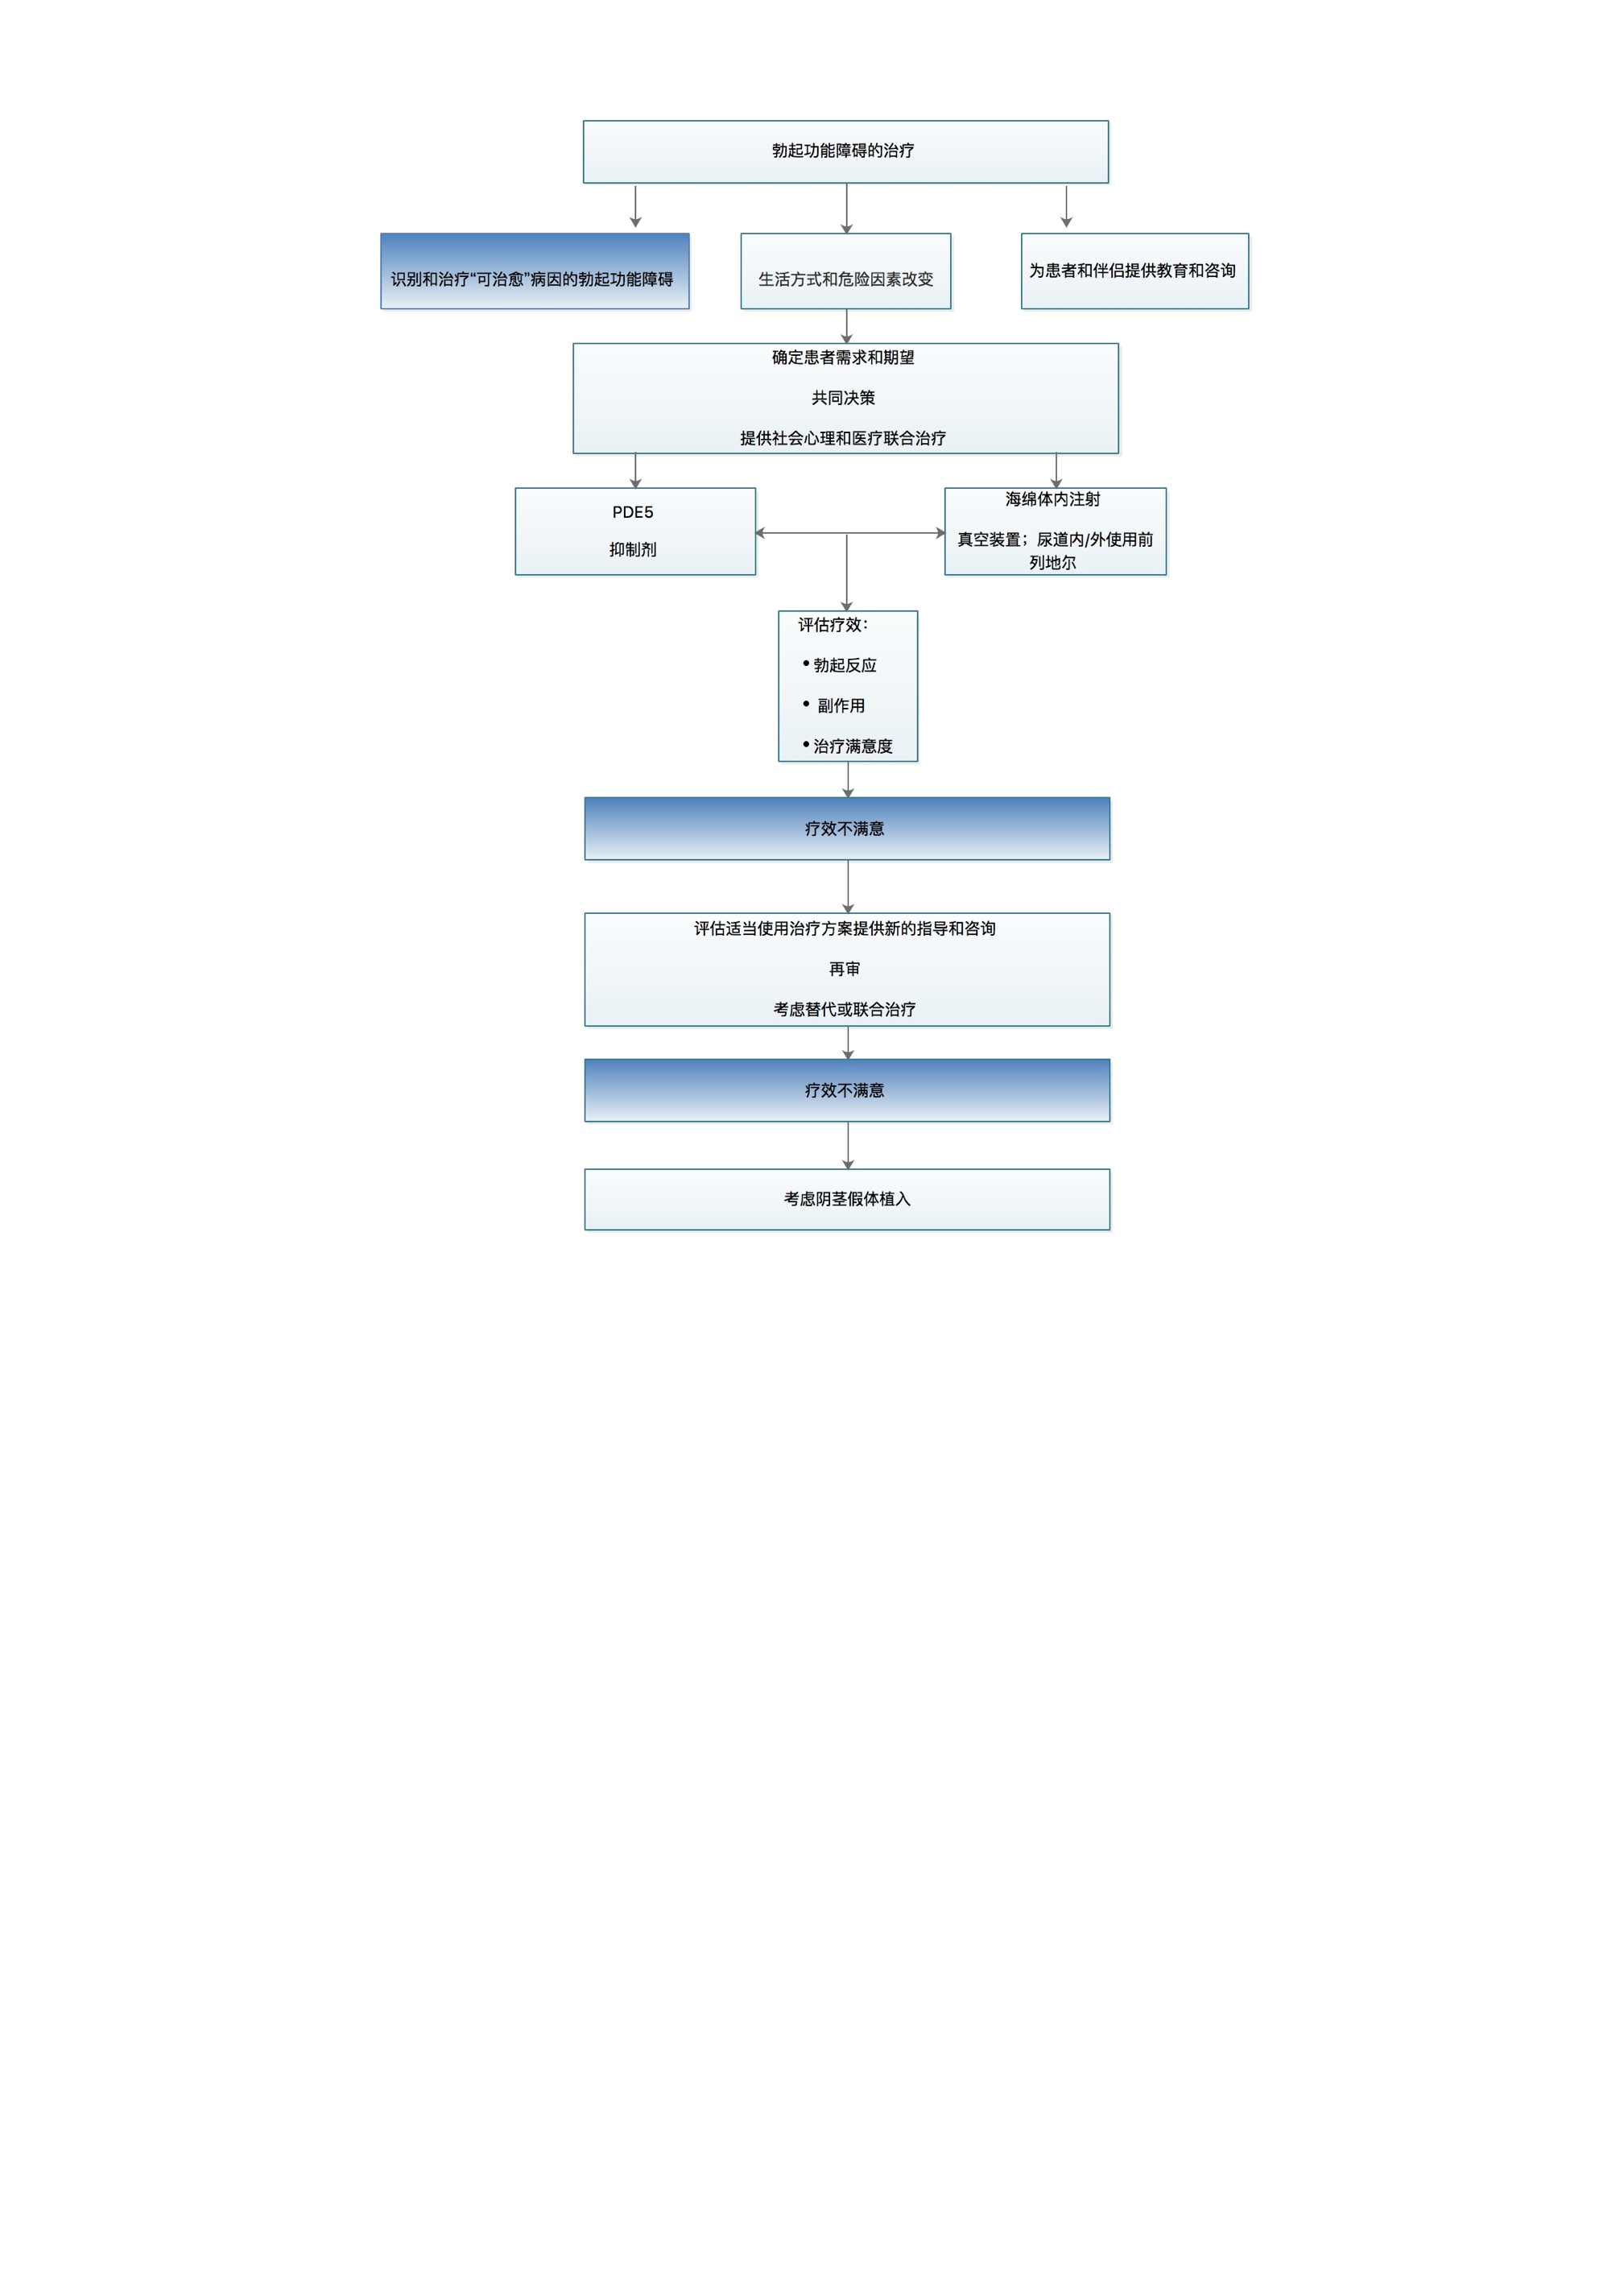 勃起功能障碍的治疗
识别和治疗“可治愈”病因的勃起功能障碍
生活方式和危险因素改变
为患者和伴侣提供教育和咨询
确定患者需求和期望
共同决策
提供社会心理和医疗联合治疗
PDE5
抑制剂
海绵体内注射
真空装置；尿道内/外使用前
列地尔
评估疗效：
•勃起反应
• 副作用
•治疗满意度
疗效不满意
评估适当使用治疗方案提供新的指导和咨询
再审
考虑替代或联合治疗
疗效不满意
考虑阴茎假体植入